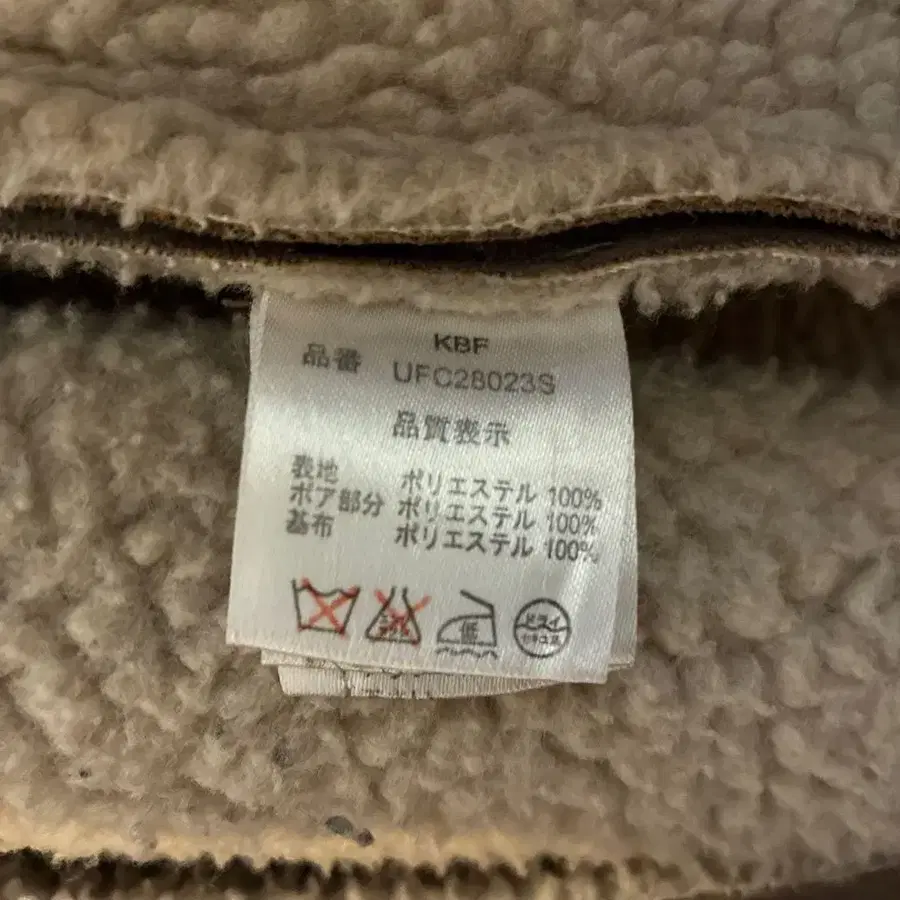 KBF
品番 UFC28023S
品質表示
表地 ポリエステル 100%
ボア部分 ポリエステル 100%
基布 ポリエステル 100%
低
ドライ
セキユ系